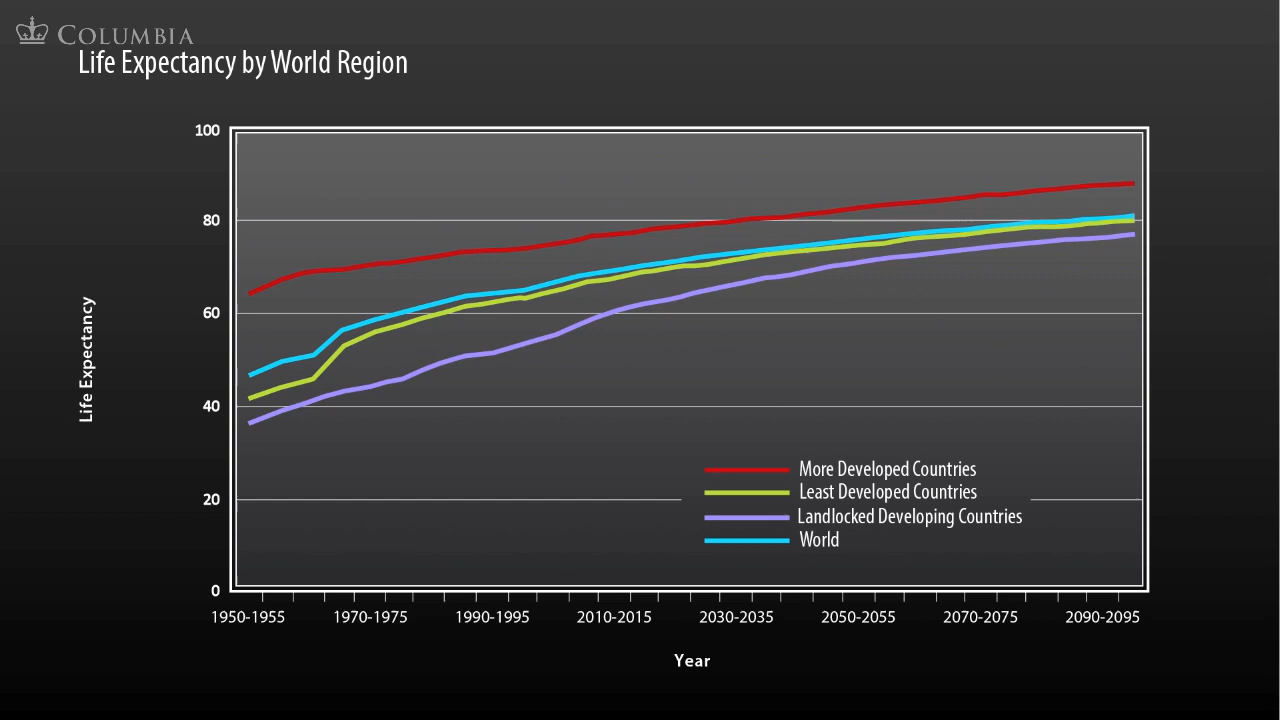 COLUMBIA
Life Expectancy by World Region
100
80
60
40
20
0
Life Expectancy
More Developed Countries
Least Developed Countries
Landlocked Developing Countries
World
1950-1955 1970-1975 1990-1995 2010-2015 2030-2035 2050-2055 2070-2075 2090-2095
Year